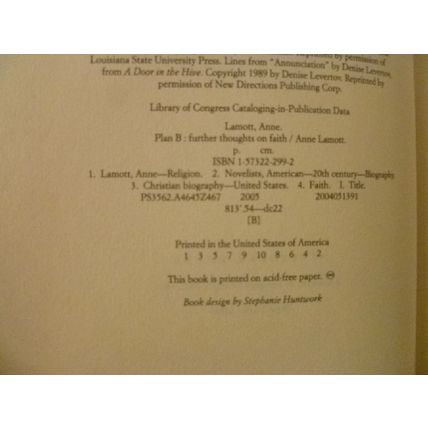 by permission of
Louisiana State University Press. Lines from "Annunciation" by Denise Levertov,
from A Door in the Hive. Copyright 1989 by Denise Levertov. Reprinted by
permission of New Directions Publishing Corp.
Library of Congress Cataloging-in-Publication Data
Lamott, Anne.
Plan B : further thoughts on faith / Anne Lamott.
p. cm.
ISBN 1-57322-299-2
1. Lamott, Anne—Religion. 2. Novelists, American—20th century—Biography.
3. Christian biography—United States. 4. Faith. I. Title.
PS3562.A4645Z467 2005 2004051391
813'.54—dc22
[B]
Printed in the United States of America
1 3 5 7 9 10 8 6 4 2
This book is printed on acid-free paper. ♾
Book design by Stephanie Huntwork